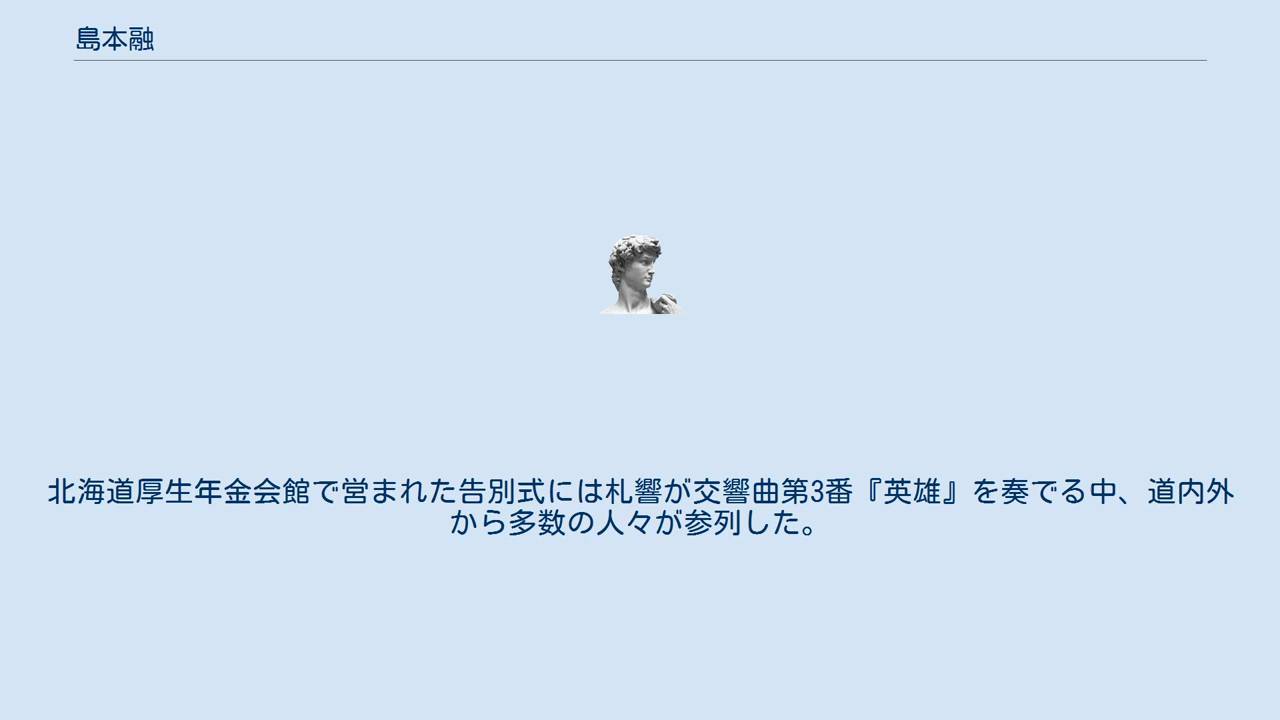 島本融
北海道厚生年金会館で営まれた告別式には札響が交響曲第3番『英雄』を奏でる中、道内外
から多数の人々が参列した。